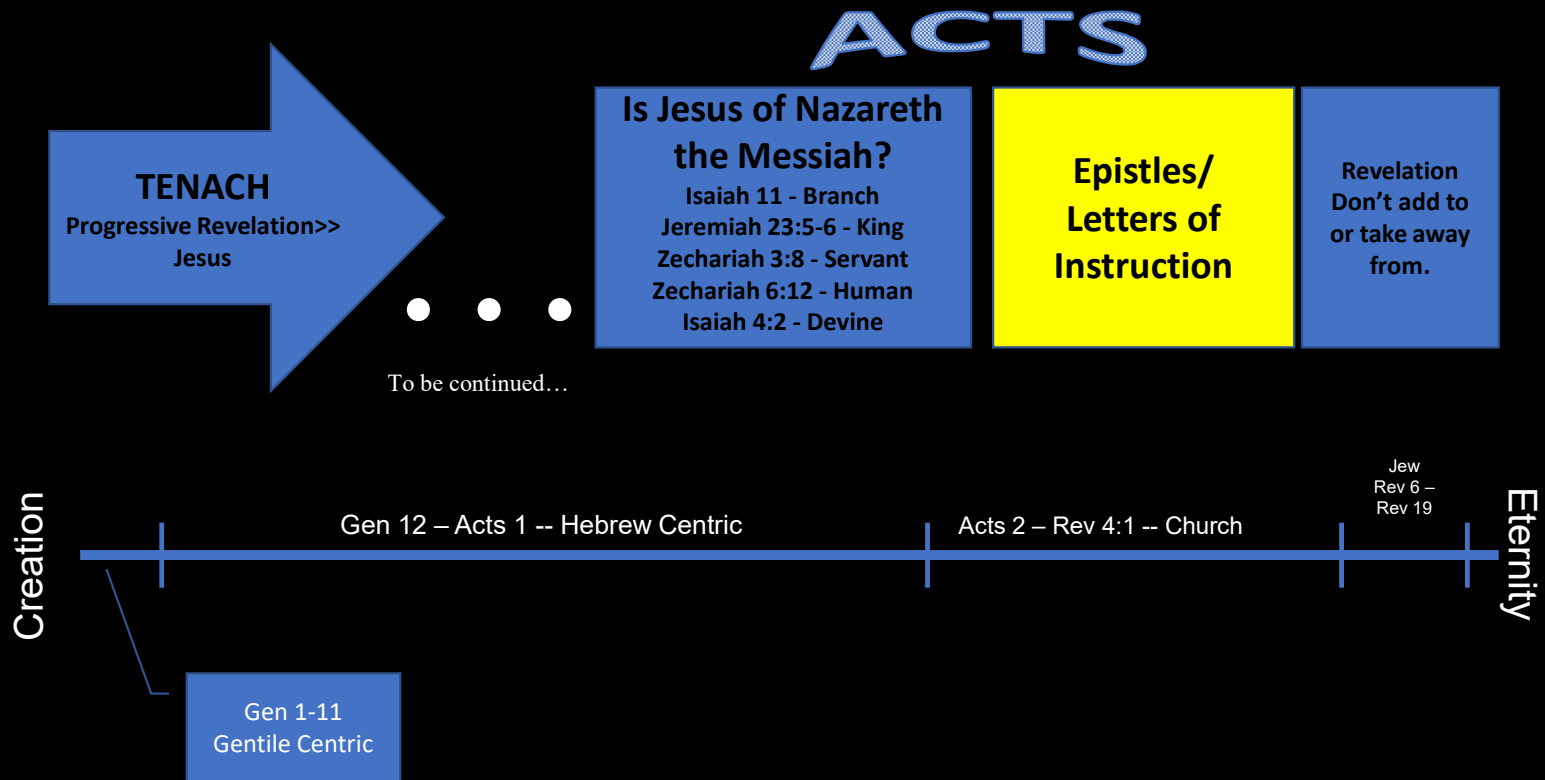 ACTS
TENACH
Progressive Revelation>>
Jesus
To be continued…
Is Jesus of Nazareth
the Messiah?
Isaiah 11 - Branch
Jeremiah 23:5-6 - King
Zechariah 3:8 - Servant
Zechariah 6:12 - Human
Isaiah 4:2 - Devine
Epistles/
Letters of
Instruction
Revelation
Don’t add to
or take away
from.
Creation
Gen 12 – Acts 1 -- Hebrew Centric
Acts 2 – Rev 4:1 -- Church
Jew
Rev 6 –
Rev 19
Eternity
Gen 1-11
Gentile Centric